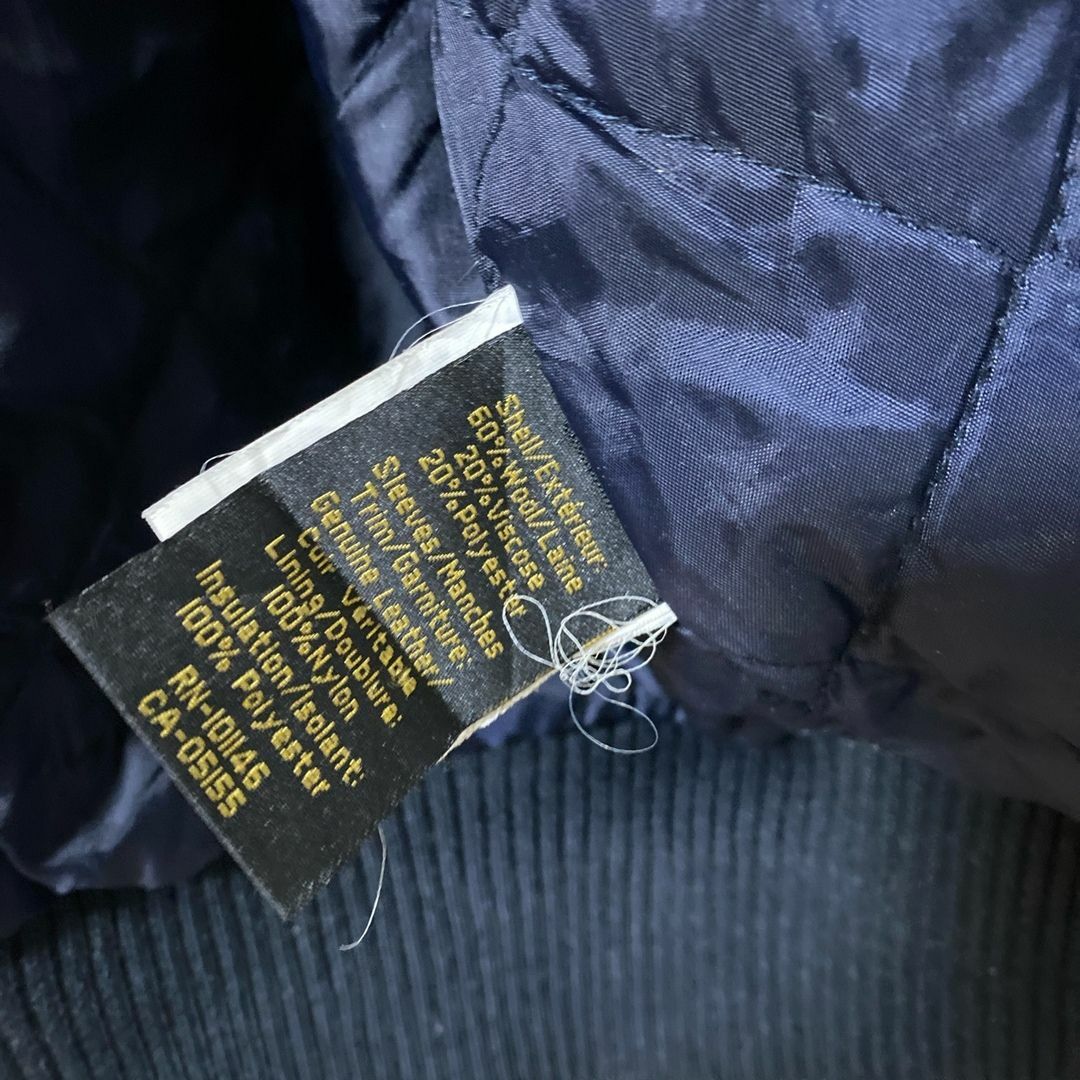 Shell/Extérieur:
60%Wool/Laine
20%Viscose
20%Polyester
Sleeves/Manches
Trim/Garniture:
Genuine Leather/
Cuir Veritable
Lining/Doublure:
100%Nylon
Insulation/Isolant:
100% Polyester
RN-101146
CA-05155